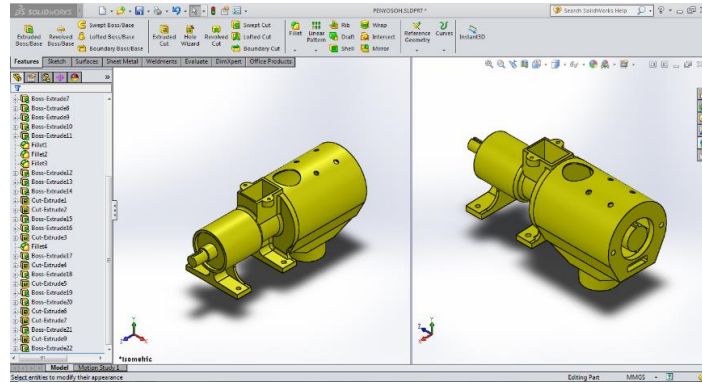 SOLIDWORKS
PENYOSOH.SLDPRT *
Search SolidWorks Help
Extruded Boss/Base
Revolved Boss/Base
Swept Boss/Base
Lofted Boss/Base
Boundary Boss/Base
Extruded Cut
Hole Wizard
Revolved Cut
Swept Cut
Lofted Cut
Boundary Cut
Fillet
Linear Pattern
Rib
Draft
Shell
Wrap
Intersect
Mirror
Reference Geometry
Curves
Instant3D
Features Sketch Surfaces Sheet Metal Weldments Evaluate DimXpert Office Products
Boss-Extrude7
Boss-Extrude8
Boss-Extrude9
Boss-Extrude10
Boss-Extrude11
Fillet1
Fillet2
Fillet3
Boss-Extrude12
Boss-Extrude13
Boss-Extrude14
Cut-Extrude1
Cut-Extrude2
Boss-Extrude15
Boss-Extrude16
Cut-Extrude3
Fillet4
Boss-Extrude17
Cut-Extrude4
Boss-Extrude18
Cut-Extrude5
Boss-Extrude19
Boss-Extrude20
Cut-Extrude6
Cut-Extrude7
Boss-Extrude21
Cut-Extrude9
Boss-Extrude22
*Isometric
Model Motion Study 1
Select entities to modify their appearance
Editing Part MMGS